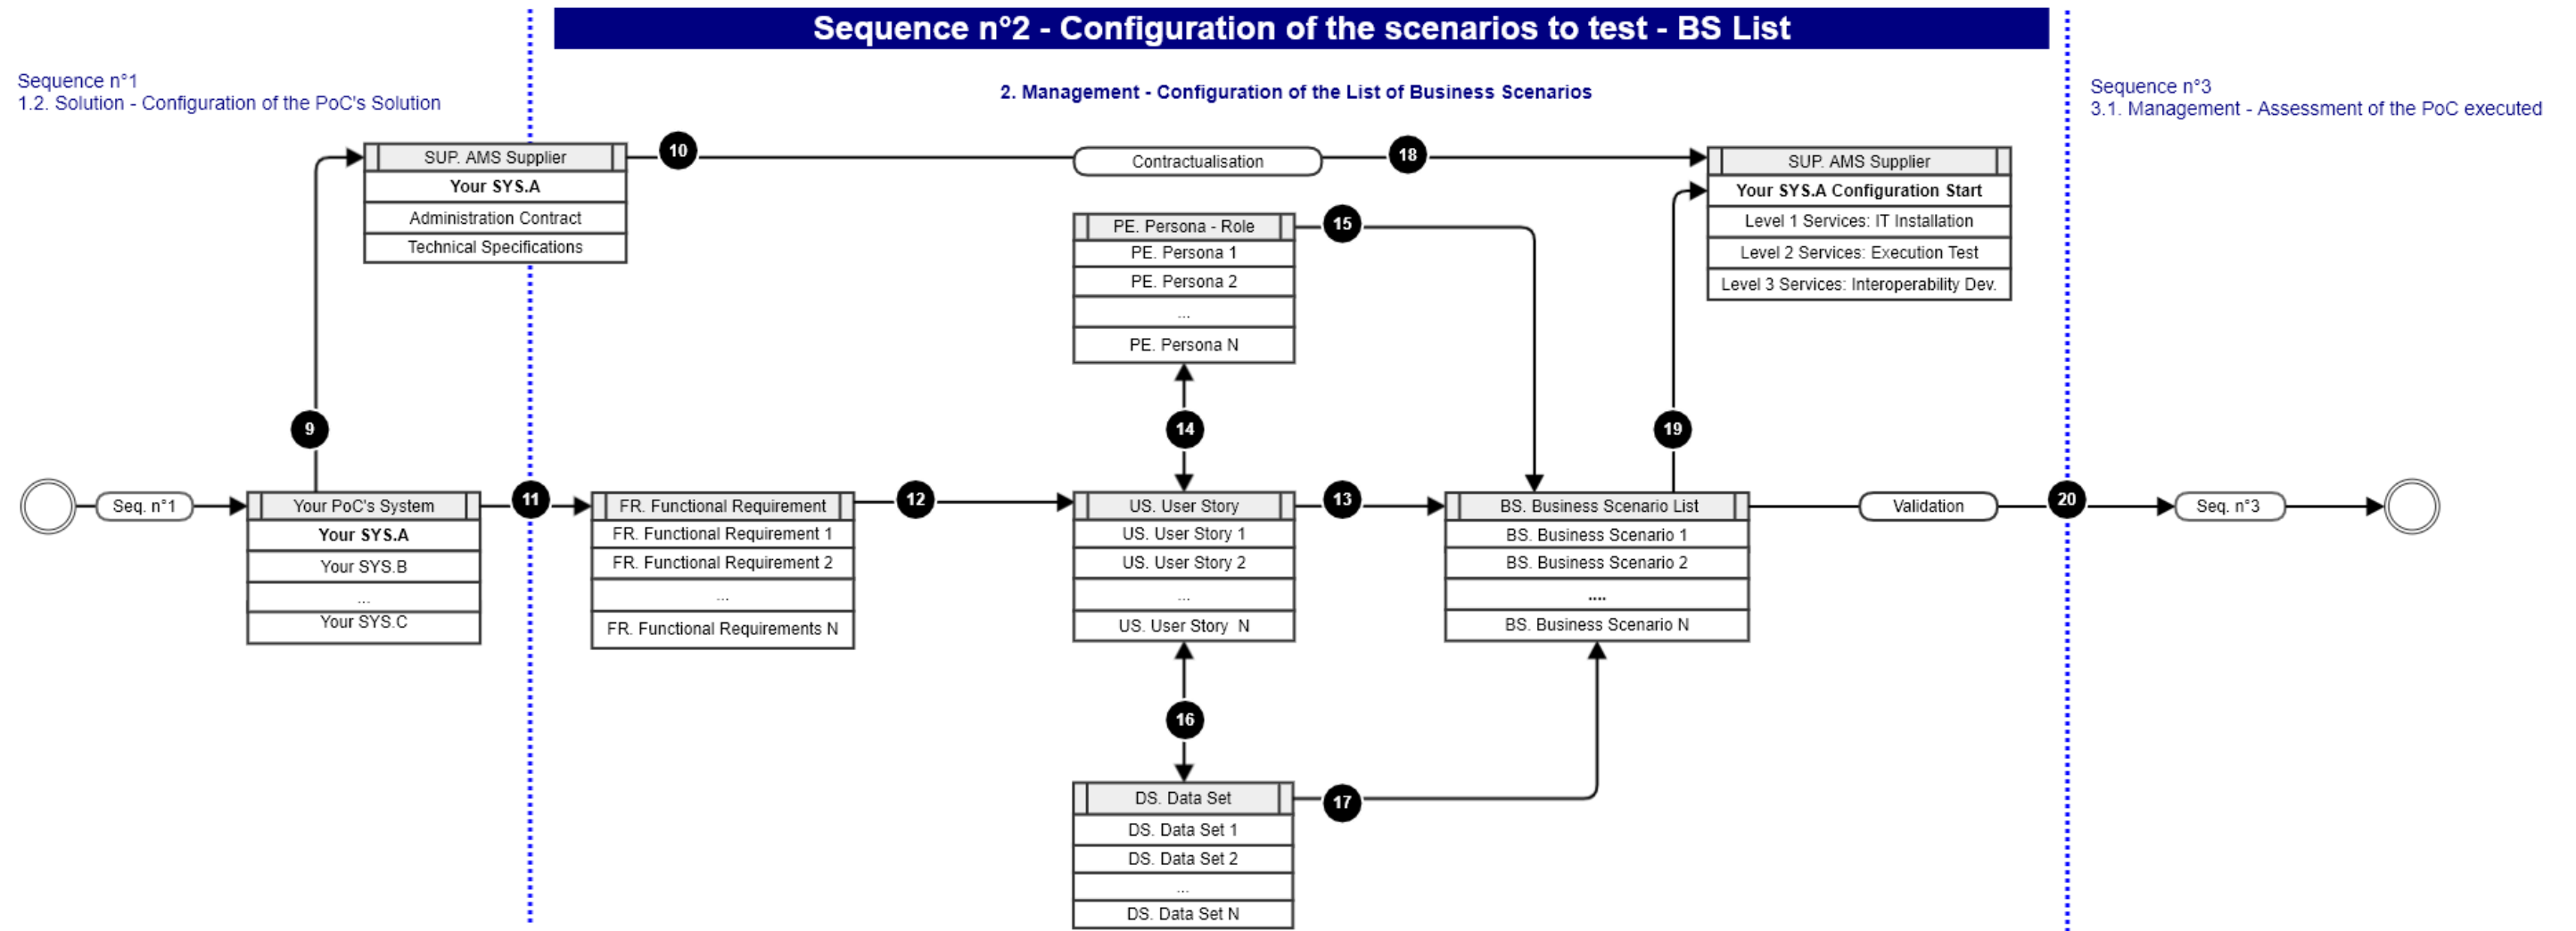 Sequence n°2 - Configuration of the scenarios to test - BS List
Sequence n°1
1.2. Solution - Configuration of the PoC's Solution
2. Management - Configuration of the List of Business Scenarios
Sequence n°3
3.1. Management - Assessment of the PoC executed
SUP. AMS Supplier
Your SYS.A
Administration Contract
Technical Specifications
10
Contractualisation
18
SUP. AMS Supplier
Your SYS.A Configuration Start
Level 1 Services: IT Installation
Level 2 Services: Execution Test
Level 3 Services: Interoperability Dev.
PE. Persona - Role
PE. Persona 1
PE. Persona 2
...
PE. Persona N
15
9
14
19
Seq. n°1
Your PoC's System
Your SYS.A
Your SYS.B
...
Your SYS.C
11
FR. Functional Requirement
FR. Functional Requirement 1
FR. Functional Requirement 2
...
FR. Functional Requirements N
12
US. User Story
US. User Story 1
US. User Story 2
...
US. User Story N
13
BS. Business Scenario List
BS. Business Scenario 1
BS. Business Scenario 2
....
BS. Business Scenario N
Validation
20
Seq. n°3
16
DS. Data Set
DS. Data Set 1
DS. Data Set 2
...
DS. Data Set N
17